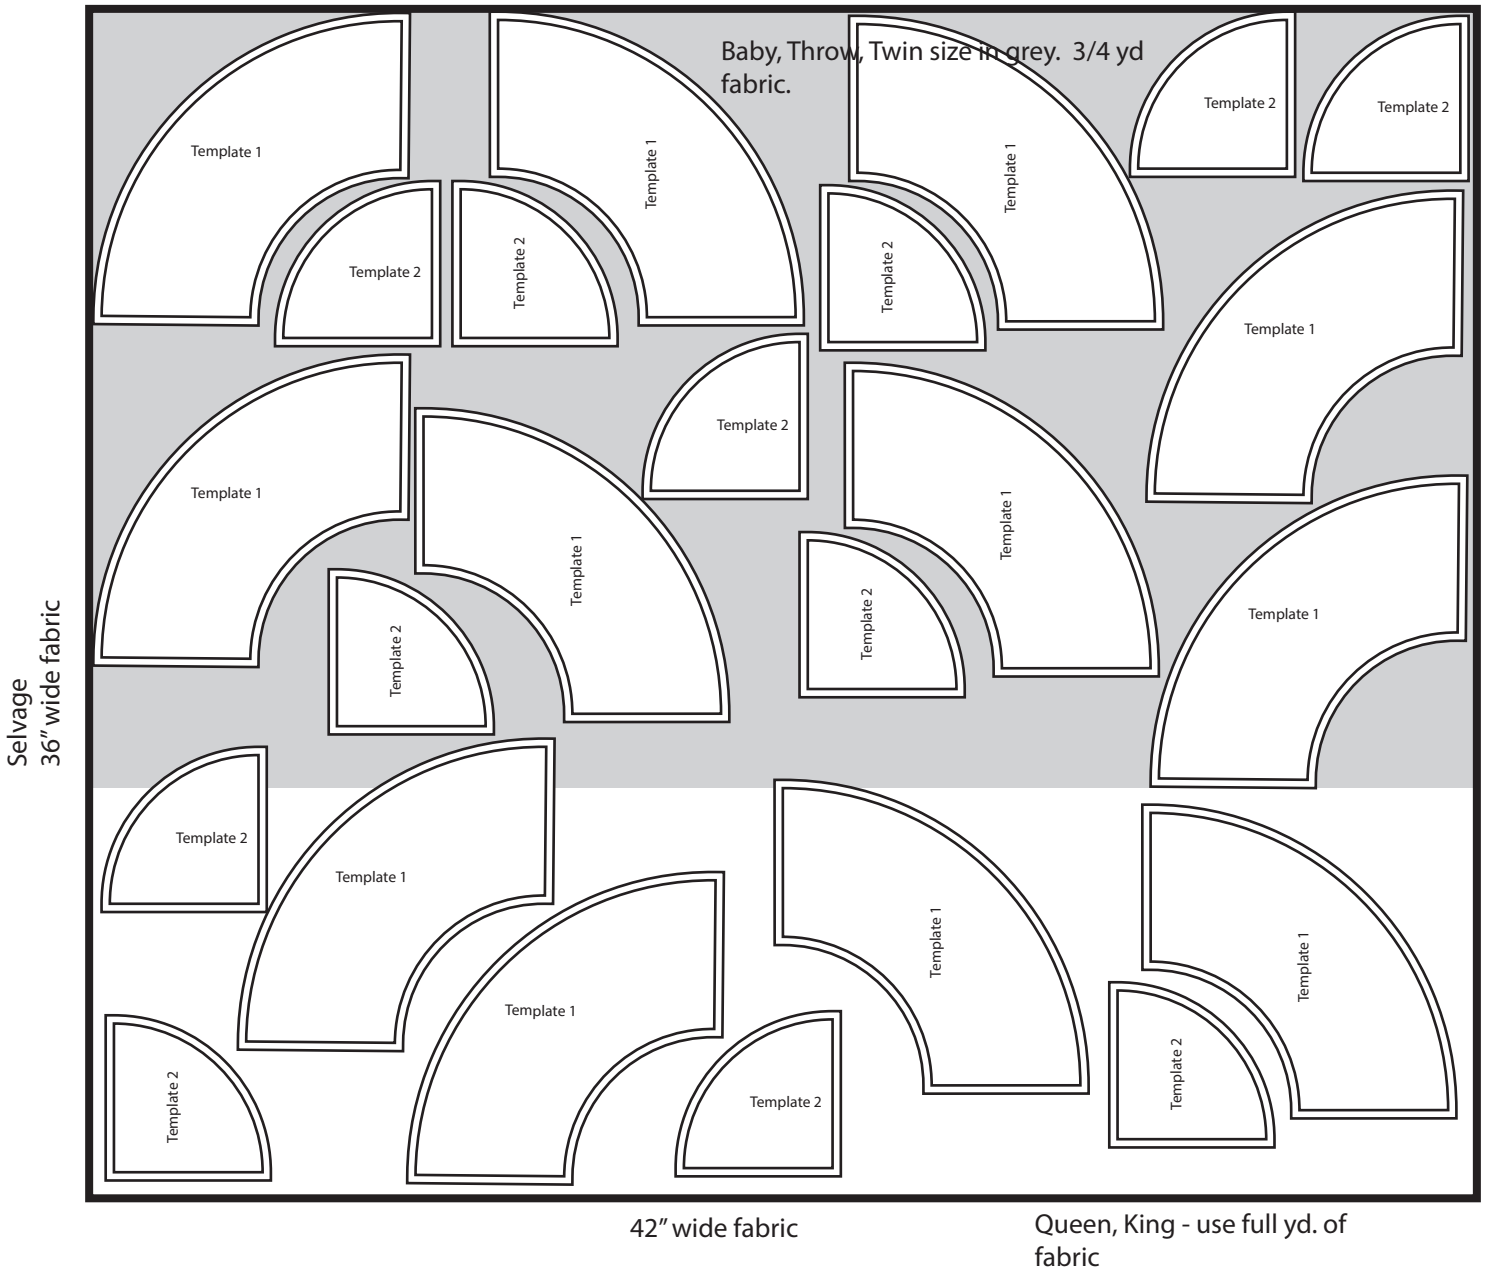 Baby, Throw, Twin size in grey.  3/4 yd
fabric.
Template 2
Template 2
Template 1
Template 1
Template 1
Template 2
Template 2
Template 2
Template 1
Template 2
Template 1
Template 1
Template 1
Template 1
Template 2
Template 2
Template 1
Selvage
36” wide fabric
Template 2
Template 1
Template 1
Template 1
Template 1
Template 2
Template 2
Template 2
42” wide fabric
Queen, King - use full yd. of
fabric